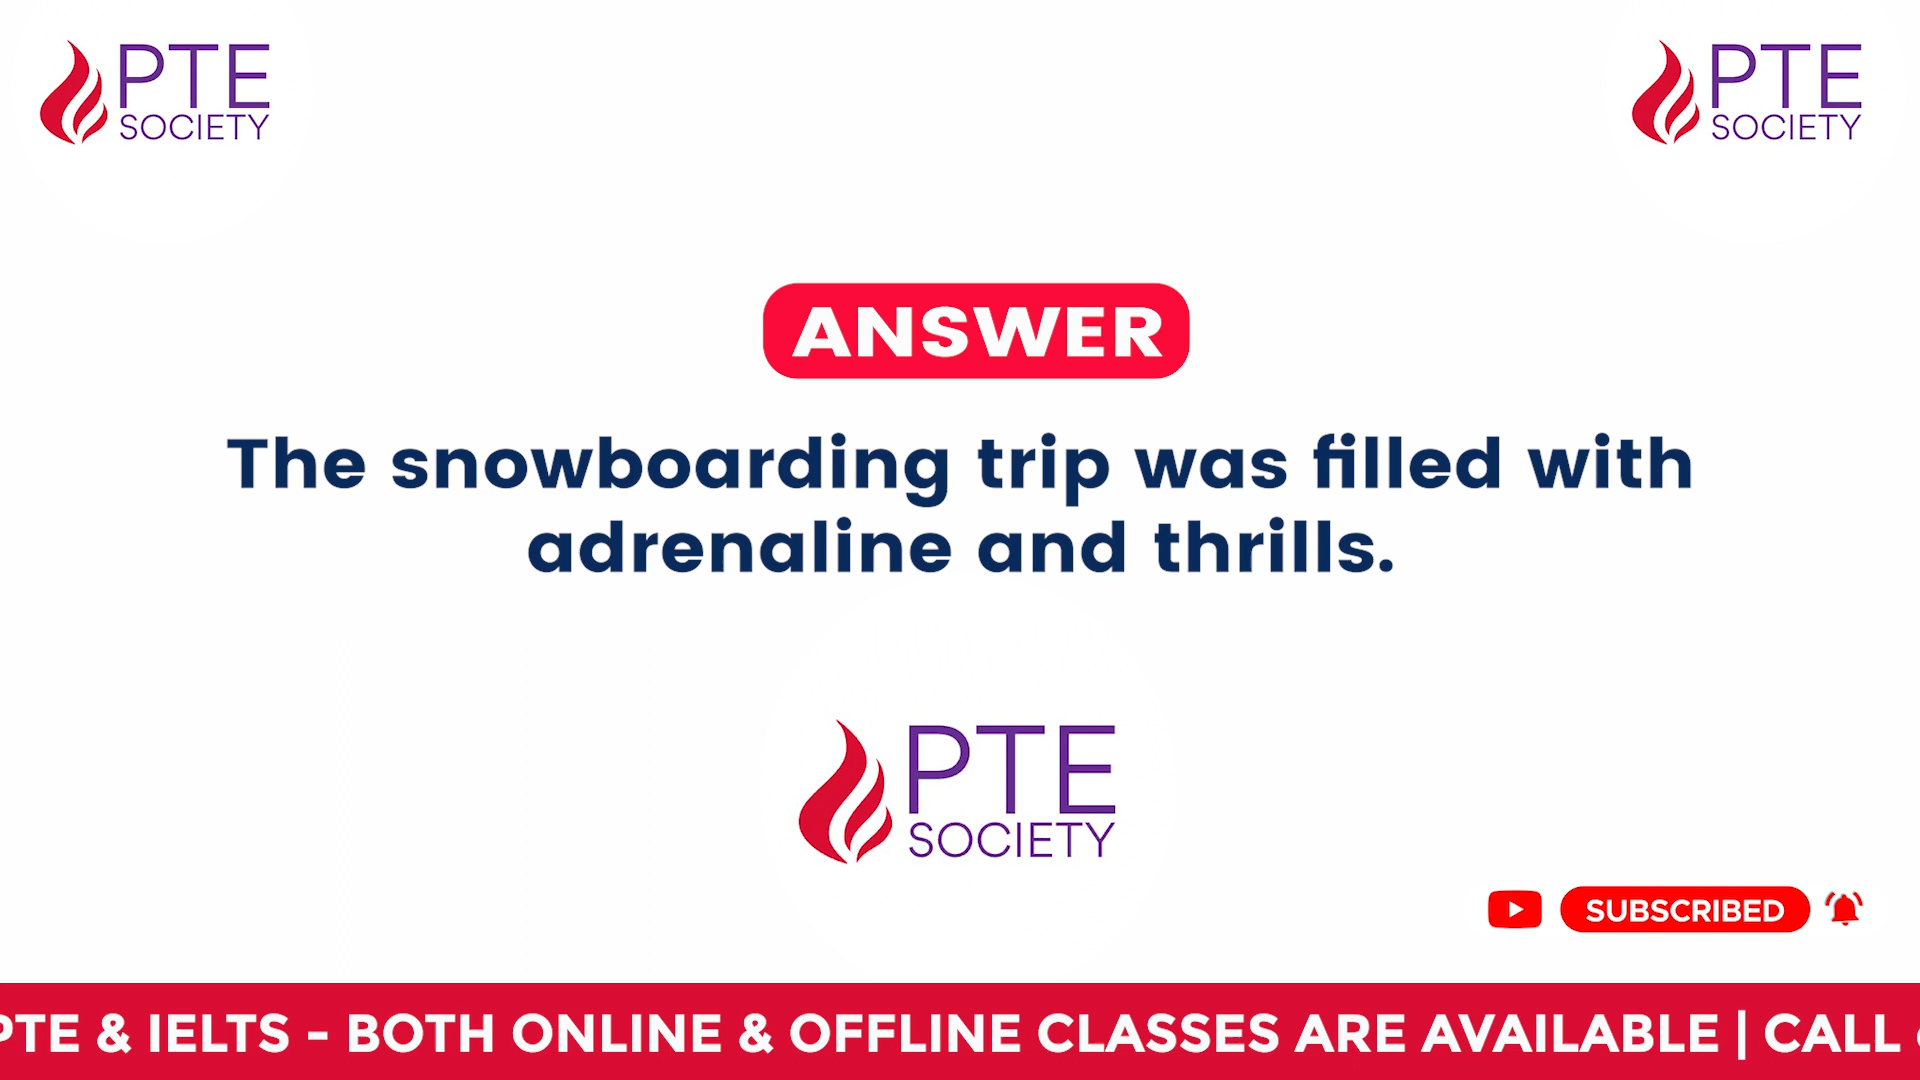 PTE
SOCIETY
PTE
SOCIETY
ANSWER
The snowboarding trip was filled with
adrenaline and thrills.
PTE
SOCIETY
SUBSCRIBED
PTE & IELTS - BOTH ONLINE & OFFLINE CLASSES ARE AVAILABLE | CALL